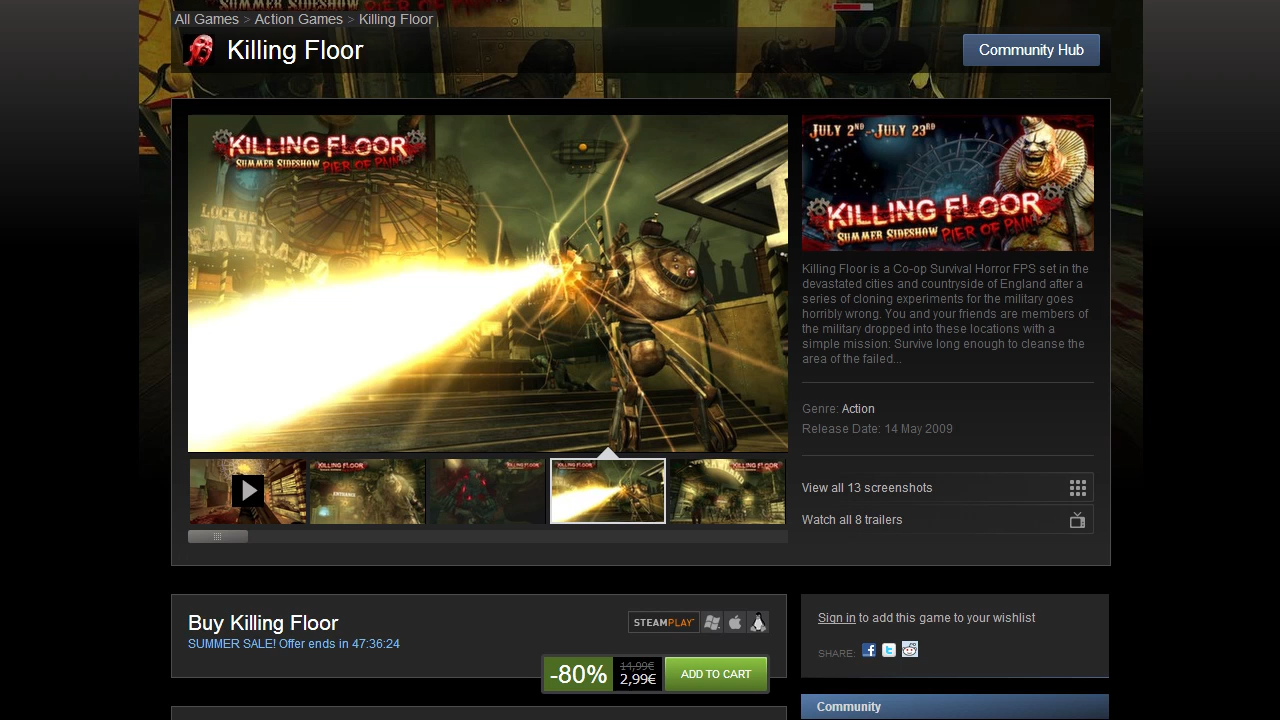 All Games > Action Games > Killing Floor
Killing Floor
Community Hub
KILLING FLOOR
SUMMER SIDESHOW PIER OF PAIN
JULY 2ND - JULY 23RD
KILLING FLOOR
SUMMER SIDESHOW PIER OF PAIN
Killing Floor is a Co-op Survival Horror FPS set in the
devastated cities and countryside of England after a
series of cloning experiments for the military goes
horribly wrong. You and your friends are members of
the military dropped into these locations with a
simple mission: Survive long enough to cleanse the
area of the failed...
Genre: Action
Release Date: 14 May 2009
KILLING FLOOR
ENTRANCE
KILLING FLOOR
KILLING FLOOR
KILLING FLOOR
View all 13 screenshots
Watch all 8 trailers
Buy Killing Floor
SUMMER SALE! Offer ends in 47:36:24
STEAMPLAY
-80%
14,99€
2,99€
ADD TO CART
Sign in to add this game to your wishlist
SHARE:
Community